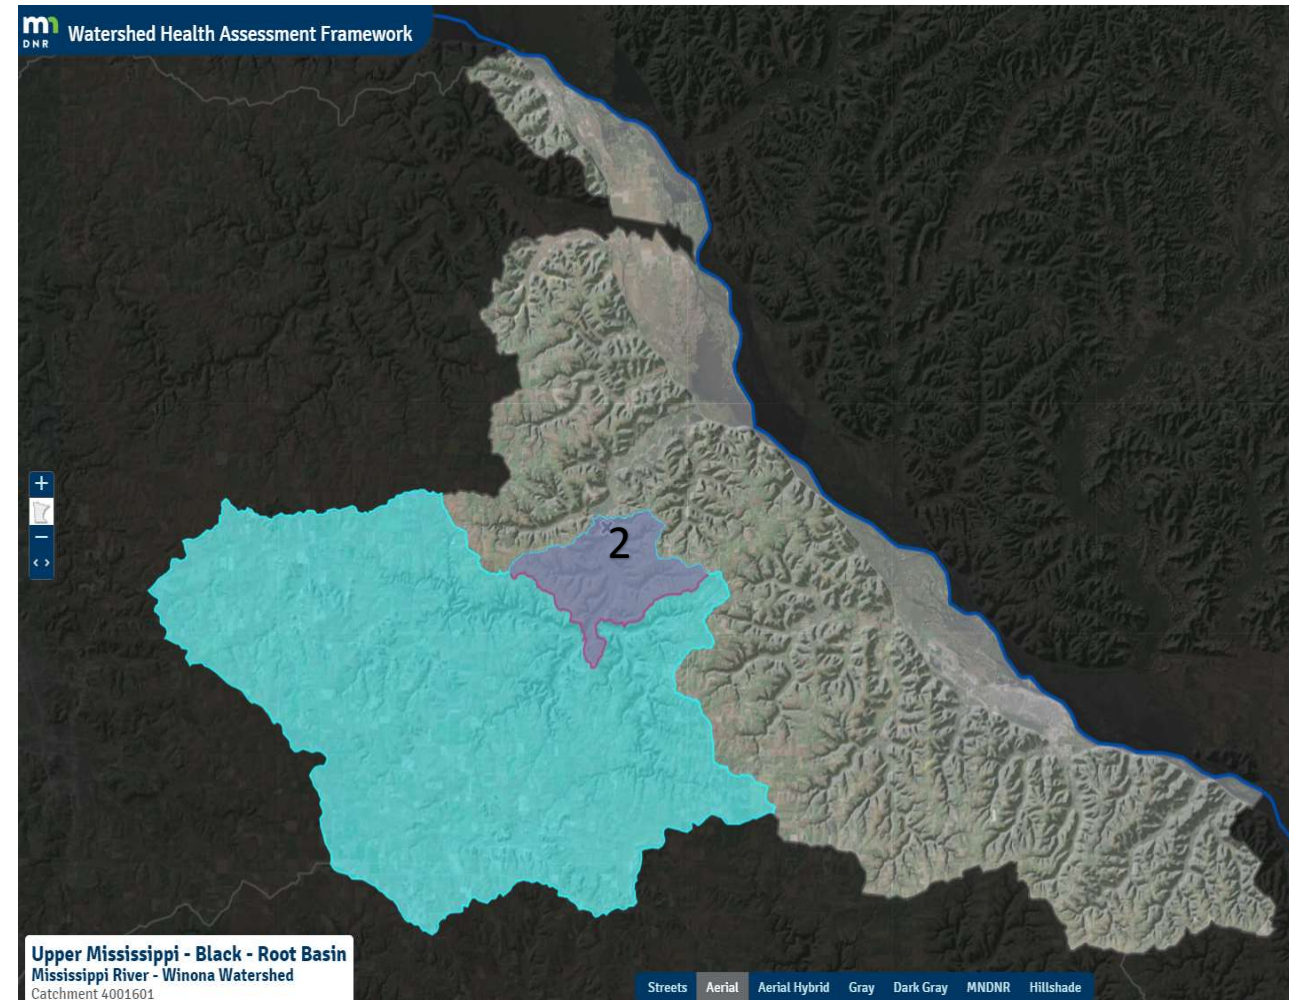 mn
DNR
Watershed Health Assessment Framework
2
+
−
< >
Upper Mississippi - Black - Root Basin
Mississippi River - Winona Watershed
Catchment 4001601
Streets Aerial Aerial Hybrid Gray Dark Gray MNDNR Hillshade